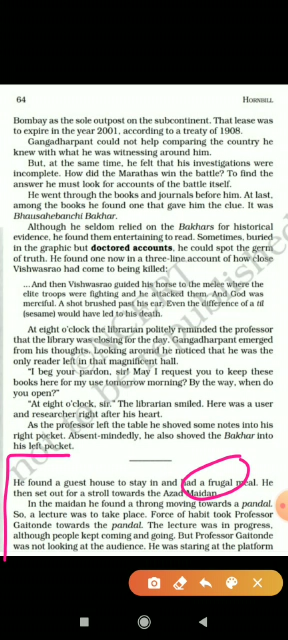 64
HORNBILL
Bombay as the sole outpost on the subcontinent. That lease was
to expire in the year 2001, according to a treaty of 1908.
Gangadharpant could not help comparing the country he
knew with what he was witnessing around him.
But, at the same time, he felt that his investigations were
incomplete. How did the Marathas win the battle? To find the
answer he must look for accounts of the battle itself.
He went through the books and journals before him. At last,
among the books he found one that gave him the clue. It was
Bhausahebanchi Bakhar.
Although he seldom relied on the Bakhars for historical
evidence, he found them entertaining to read. Sometimes, buried
in the graphic but doctored accounts, he could spot the germ
of truth. He found one now in a three-line account of how close
Vishwasrao had come to being killed:
...And then Vishwasrao guided his horse to the melee where the
elite troops were fighting and he attacked them. And God was
merciful. A shot brushed past his ear. Even the difference of a til
(sesame) would have led to his death.
At eight o'clock the librarian politely reminded the professor
that the library was closing for the day. Gangadharpant emerged
from his thoughts. Looking around he noticed that he was the
only reader left in that magnificent hall.
"I beg your pardon, sir! May I request you to keep these
books here for my use tomorrow morning? By the way, when do
you open?"
"At eight o'clock, sir." The librarian smiled. Here was a user
and researcher right after his heart.
As the professor left the table he shoved some notes into his
right pocket. Absent-mindedly, he also shoved the Bakhar into
his left pocket.
He found a guest house to stay in and had a frugal meal. He
then set out for a stroll towards the Azad Maidan.
In the maidan he found a throng moving towards a pandal.
So, a lecture was to take place. Force of habit took Professor
Gaitonde towards the pandal. The lecture was in progress,
although people kept coming and going. But Professor Gaitonde
was not looking at the audience. He was staring at the platform